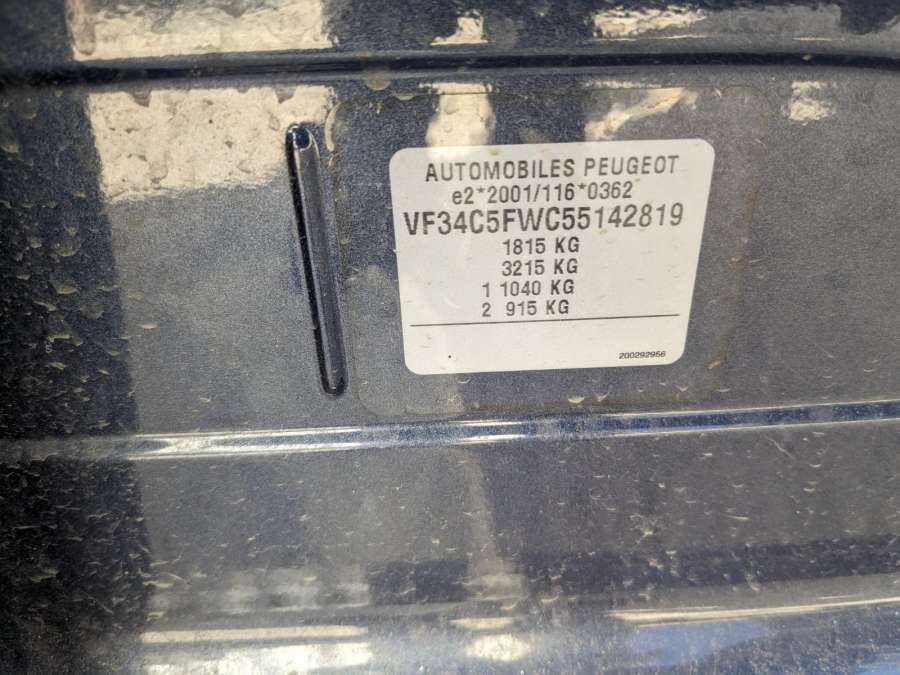 AUTOMOBILES PEUGEOT
e2*2001/116*0362
VF34C5FWC55142819
1815 KG
3215 KG
1 1040 KG
2 915 KG
200292956